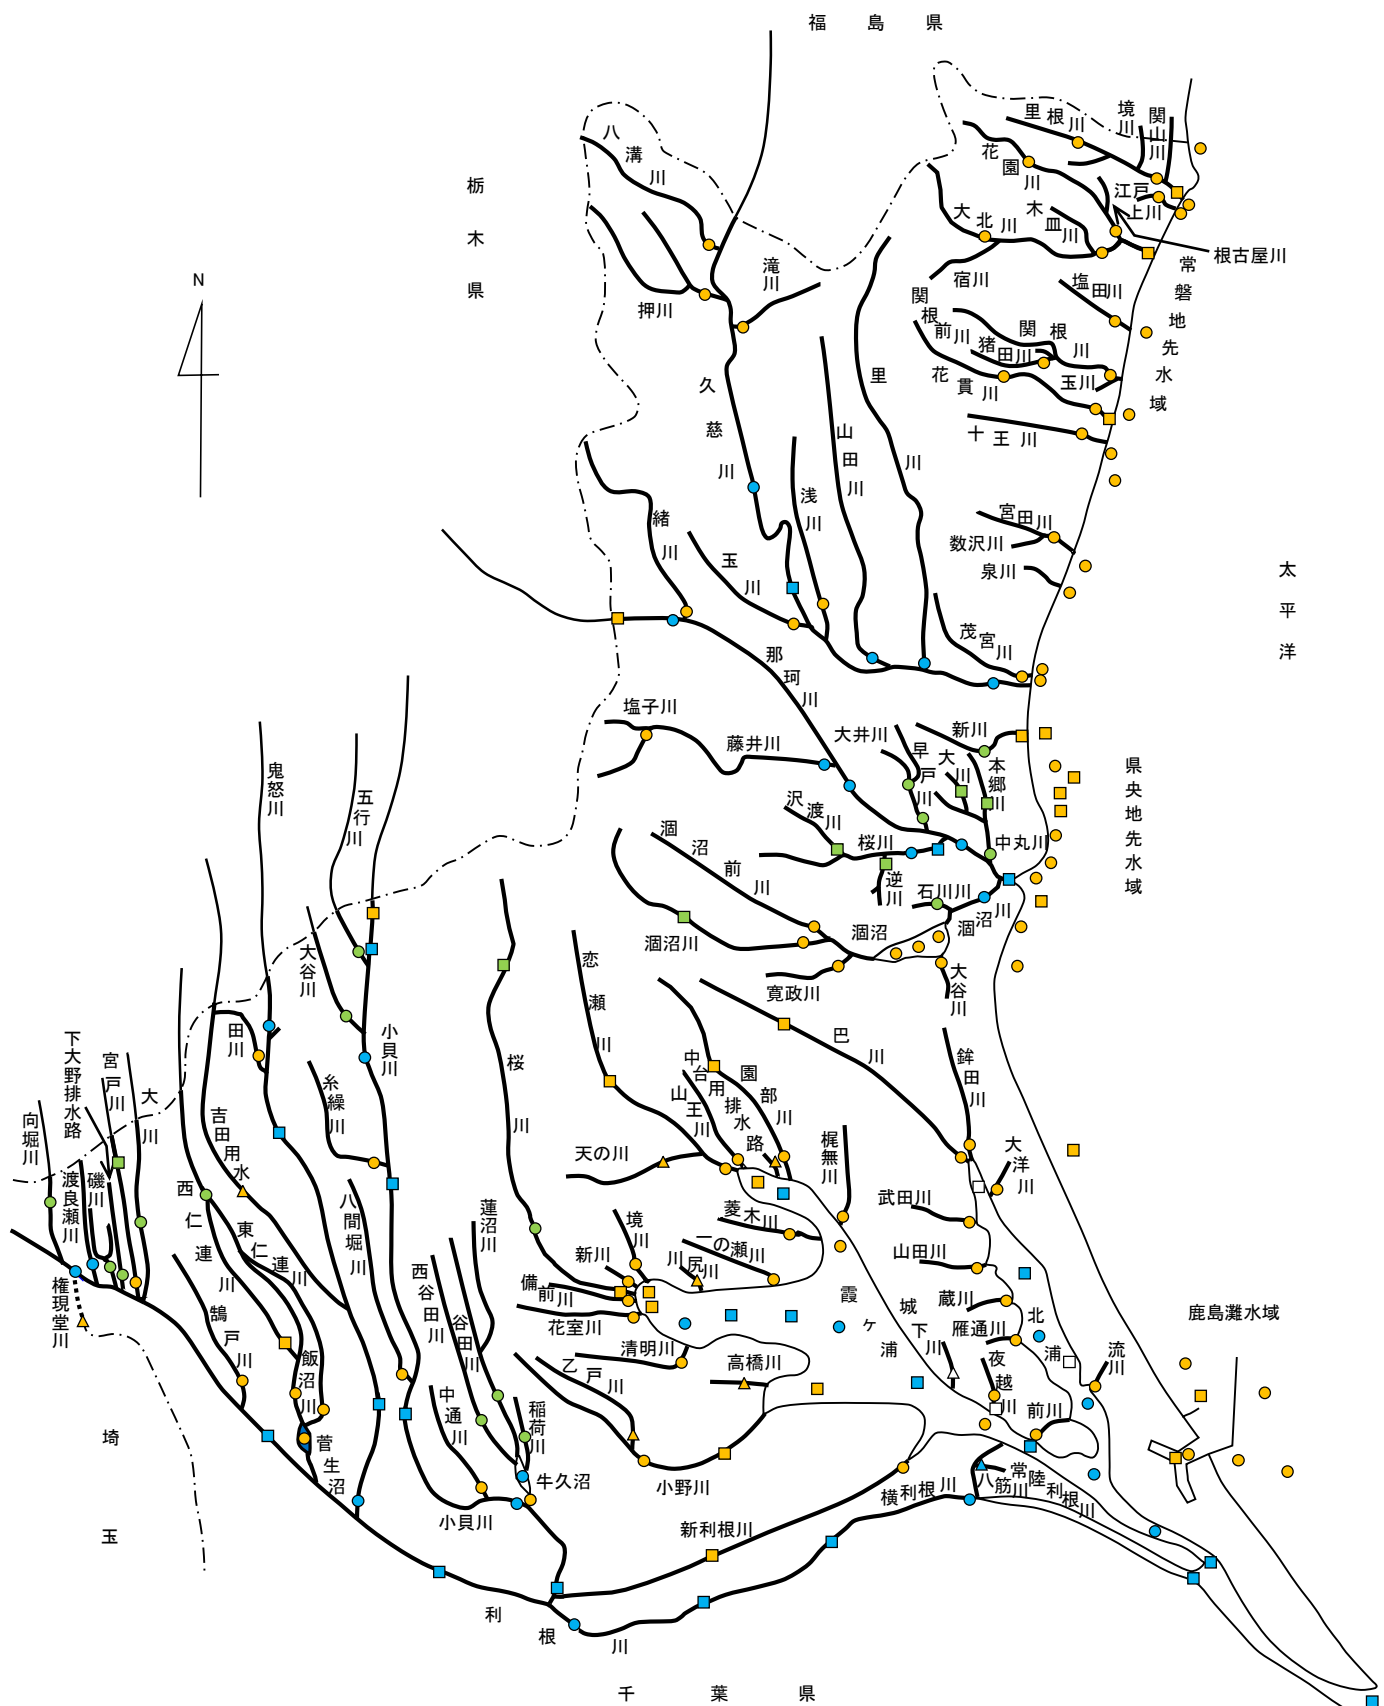 福島県
栃木県
N
八溝川
押川
滝川
久慈川
里川
山田川
浅川
緒川
玉川
里根川
境川
関山川
花園川
江戸上川
木皿川
大北川
根古屋川
宿川
塩田川
常磐地先水域
関根前川
関根川
猪田川
玉川
花貫川
十王川
宮田川
数沢川
泉川
茂宮川
太平洋
那珂川
塩子川
藤井川
大井川
早戸川
大川
新川
本郷川
県央地先水域
沢渡川
桜川
逆川
中丸川
石川川
涸沼川
涸沼前川
涸沼
涸沼川
寛政川
大谷川
鬼怒川
五行川
大谷川
小貝川
田川
糸繰川
恋瀬川
桜川
巴川
鉾田川
大洋川
中台用排水路
園部川
山王川
天の川
梶無川
武田川
山田川
蔵川
雁通川
北浦
下大野排水路
宮戸川
大川
向堀川
渡良瀬川
磯川
権現堂川
吉田用水
西仁連川
東仁連川
八間堀川
鵠戸川
飯沼川
菅生沼
西谷田川
谷田川
蓮沼川
中通川
稲荷川
牛久沼
小貝川
境川
新川
備前川
花室川
川尻川
一の瀬川
菱木川
清明川
高橋川
乙戸川
小野川
霞ヶ浦
城下川
夜越川
前川
流川
鹿島灘水域
新利根川
横利根川
八筋川
常陸利根川
利根川
埼玉
千葉県